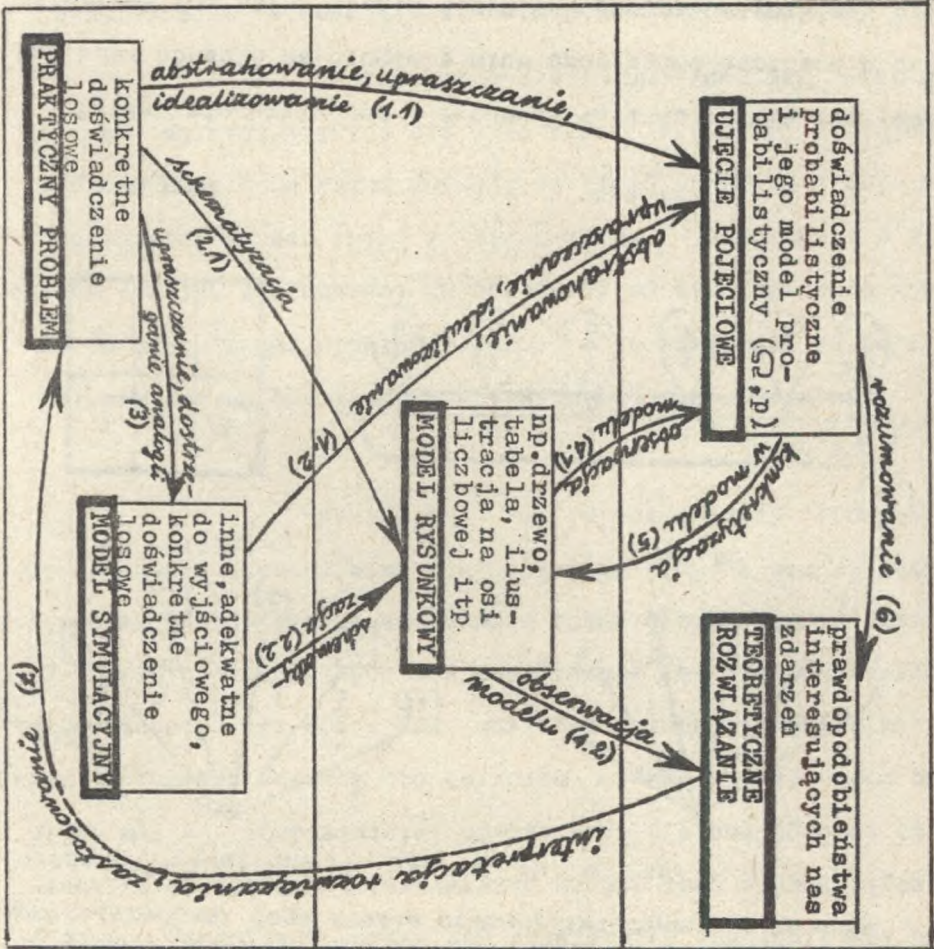 PRAKTYCZNY PROBLEM
konkretne
doświadczenie
losowe
abstrahowanie, upraszczanie,
idealizowanie (1.1)
schematyzacja
(2.1)
upraszczenie, dostrze-
ganie analogii
(3)
MODEL SYMULACYJNY
inne, adekwatne
do wyjściowego,
konkretne
doświadczenie
losowe
abstrahowanie,
upraszczanie, idealizowanie
(1.2)
schematy-
zacja (2.2)
MODEL RYSUNKOWY
np. drzewo,
tabela, ilus-
tracja na osi
liczbowej itp
obserwacja
modelu (4.1)
konkretyzacja
w modelu (5)
UJĘCIE POJĘCIOWE
doświadczenie
probabilistyczne
i jego model pro-
babilistyczny (Ω;p)
rozumowanie (6)
obserwacja
modelu (4.2)
TEORETYCZNE
ROZWIĄZANIE
prawdopodobieństwa
interesujących nas
zdarzeń
interpretacja rozwiązania, zastosowanie
(7)